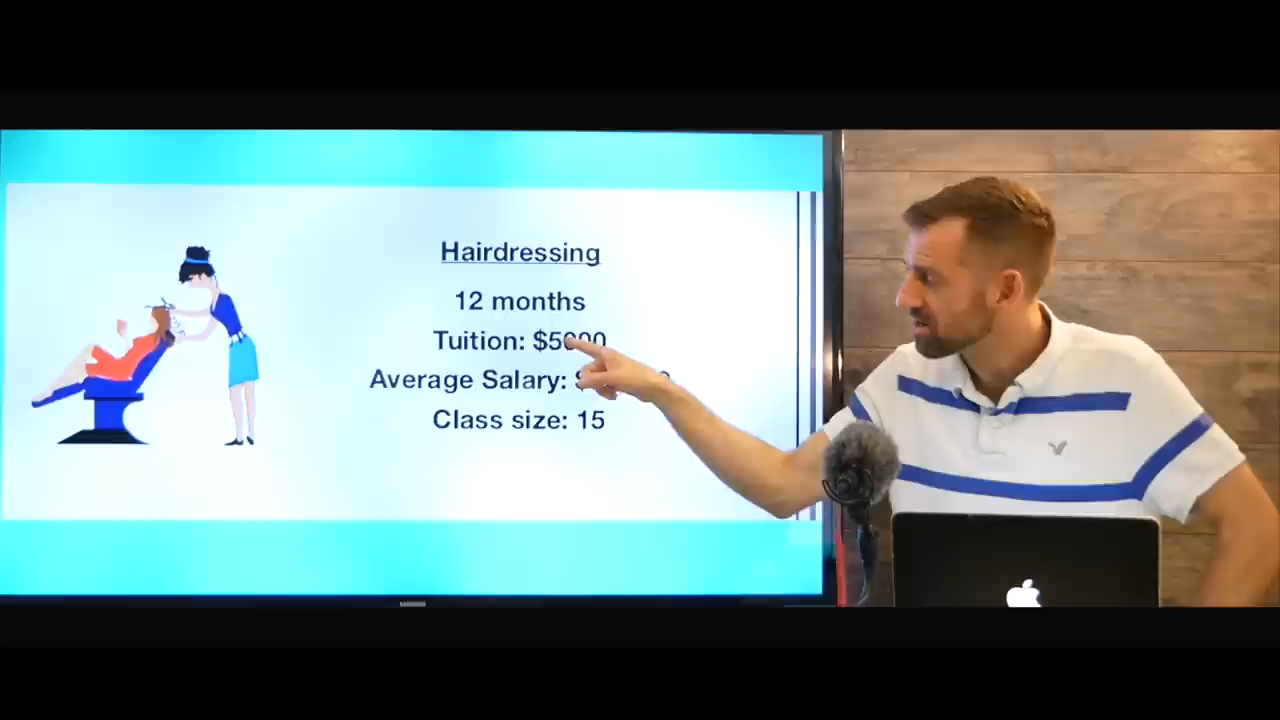 Hairdressing
12 months
Tuition: $5000
Average Salary:
Class size: 15